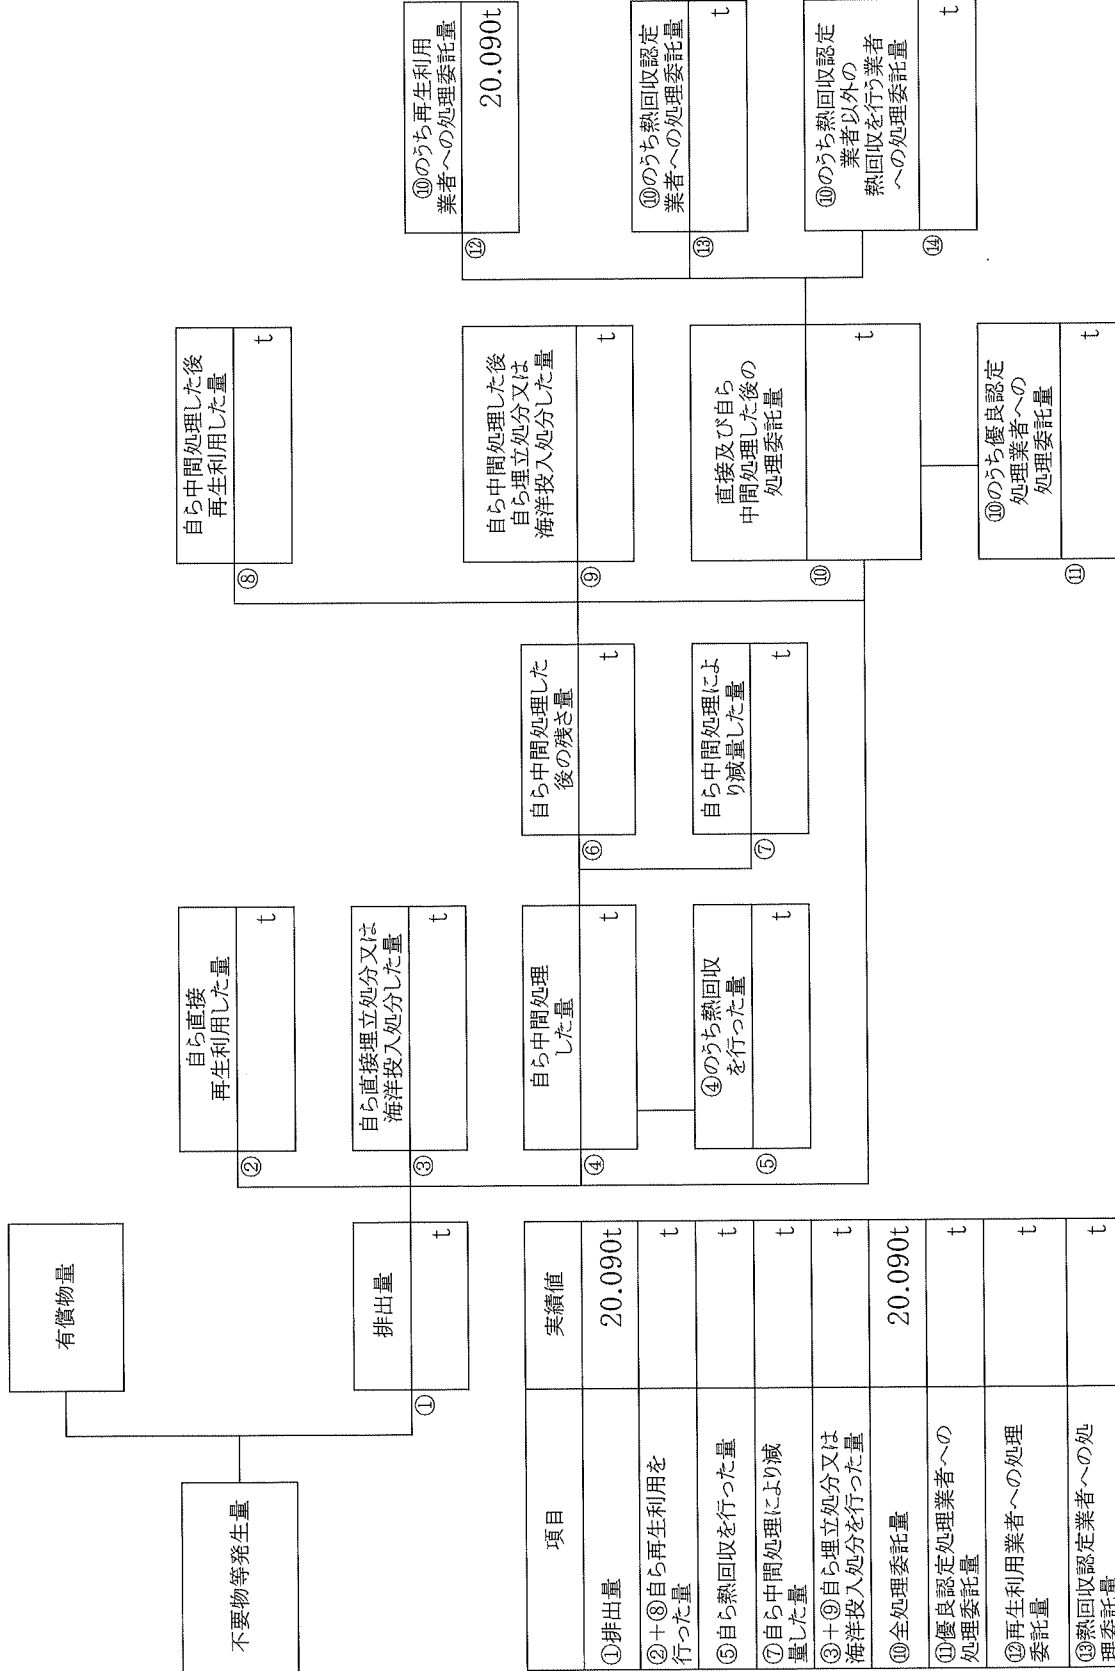 不要物等発生量
有償物量
排出量
①
t
自ら直接
再生利用した量
②
t
自ら直接埋立処分又は
海洋投入処分した量
③
t
自ら中間処理
した量
④
t
④のうち熱回収
を行った量
⑤
t
自ら中間処理した
後の残さ量
⑥
t
自ら中間処理によ
り減量した量
⑦
t
自ら中間処理した後
再生利用した量
⑧
t
自ら中間処理した後
自ら埋立処分又は
海洋投入処分した量
⑨
t
直接及び自ら
中間処理した後の
処理委託量
⑩
t
⑩のうち優良認定
処理業者への
処理委託量
⑪
t
⑩のうち再生利用
業者への処理委託量
⑫
20.090t
⑩のうち熱回収認定
業者への処理委託量
⑬
t
⑩のうち熱回収認定
業者以外の
熱回収を行う業者
への処理委託量
⑭
t
項目 実績値
①排出量 20.090t
②+⑧自ら再生利用を
行った量 t
⑤自ら熱回収を行った量 t
⑦自ら中間処理により減
量した量 t
③+⑨自ら埋立処分又は
海洋投入処分を行った量 t
⑩全処理委託量 20.090t
⑪優良認定処理業者への
処理委託量 t
⑫再生利用業者への処理
委託量 t
⑬熱回収認定業者への処
理委託量 t